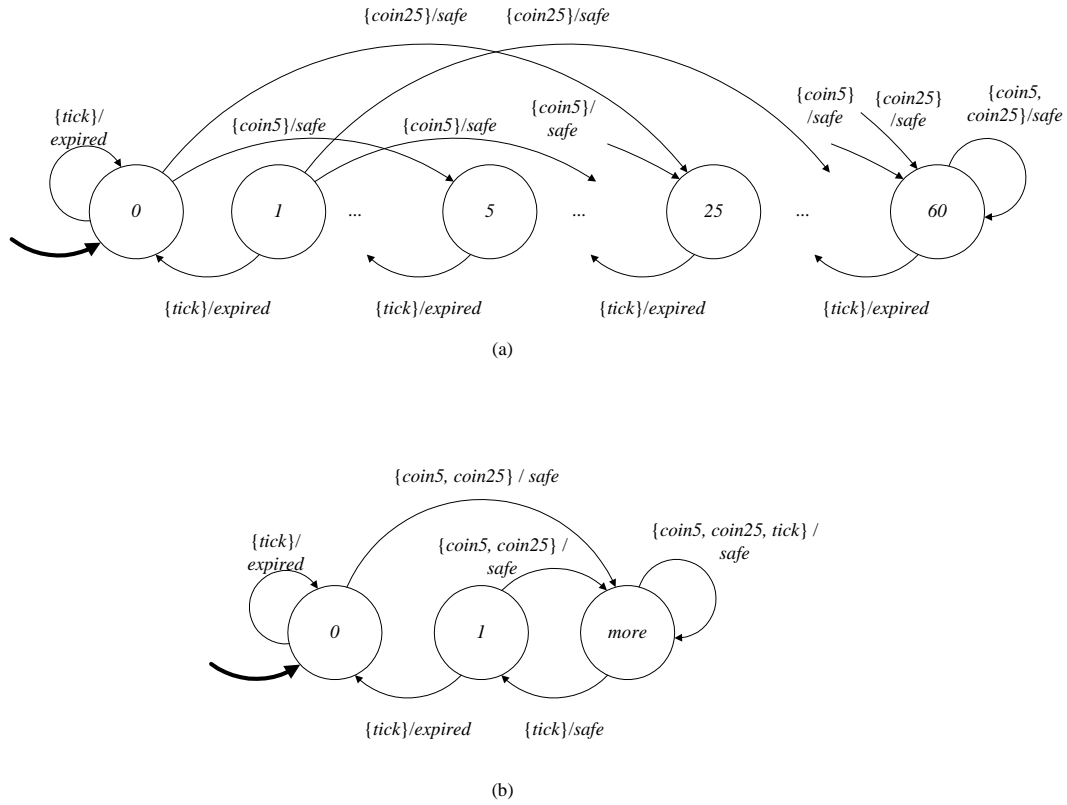 {coin25}/safe {coin25}/safe
{tick}/
expired
{coin5}/safe
{coin5}/safe
{coin5}/
safe
{coin5}
/safe
{coin25}
/safe
{coin5,
coin25}/safe
0
1
...
5
...
25
...
60
{tick}/expired
{tick}/expired
{tick}/expired
{tick}/expired
(a)
{coin5, coin25} / safe
{tick}/
expired
{coin5, coin25} /
safe
{coin5, coin25, tick} /
safe
0
1
more
{tick}/expired
{tick}/safe
(b)